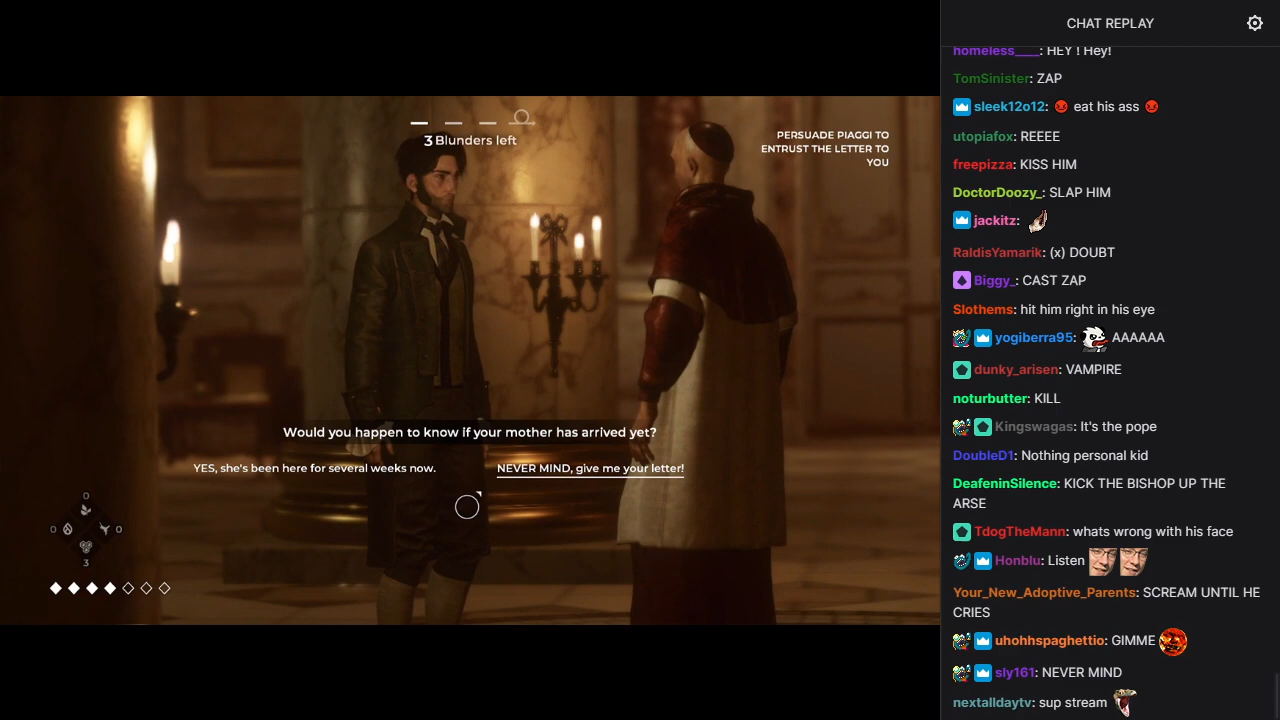 CHAT REPLAY
3 Blunders left
PERSUADE PIAGGI TO
ENTRUST THE LETTER TO
YOU
Would you happen to know if your mother has arrived yet?
YES, she's been here for several weeks now.
NEVER MIND, give me your letter!
0
0
0
3
homeless____: HEY ! Hey!
TomSinister: ZAP
sleek12o12: eat his ass
utopiafox: REEEE
freepizza: KISS HIM
DoctorDoozy_: SLAP HIM
jackitz:
RaldisYamarik: (x) DOUBT
Biggy_: CAST ZAP
Slothems: hit him right in his eye
yogiberra95: AAAAAA
dunky_arisen: VAMPIRE
noturbutter: KILL
Kingswagas: It's the pope
DoubleD1: Nothing personal kid
DeafeninSilence: KICK THE BISHOP UP THE
ARSE
TdogTheMann: whats wrong with his face
Honblu: Listen
Your_New_Adoptive_Parents: SCREAM UNTIL HE
CRIES
uhohhspaghettio: GIMME
sly161: NEVER MIND
nextalldaytv: sup stream